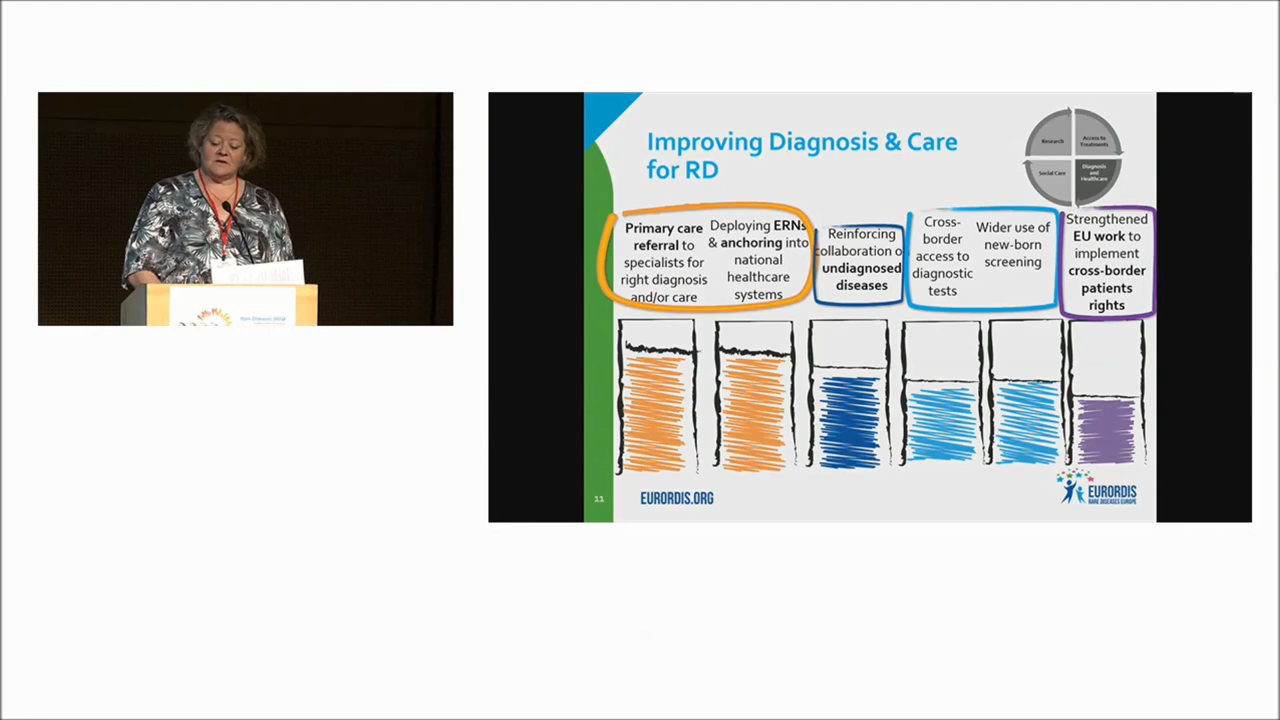 Improving Diagnosis & Care
for RD
Research
Access to
Treatments
Social Care
Diagnosis
and
Healthcare
Primary care
referral to
specialists for
right diagnosis
and/or care
Deploying ERNs
& anchoring into
national
healthcare
systems
Reinforcing
collaboration
undiagnosed
diseases
Cross-
border
access to
diagnostic
tests
Wider use of
new-born
screening
Strengthened
EU work to
implement
cross-border
patients
rights
11
EURORDIS.ORG
EURORDIS
RARE DISEASES EUROPE